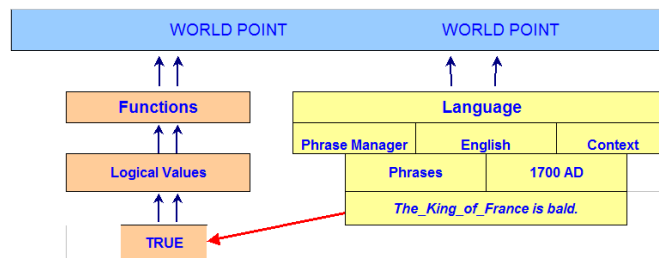 WORLD POINT WORLD POINT
Functions Language
Phrase Manager English Context
Logical Values Phrases 1700 AD
The_King_of_France is bald.
TRUE